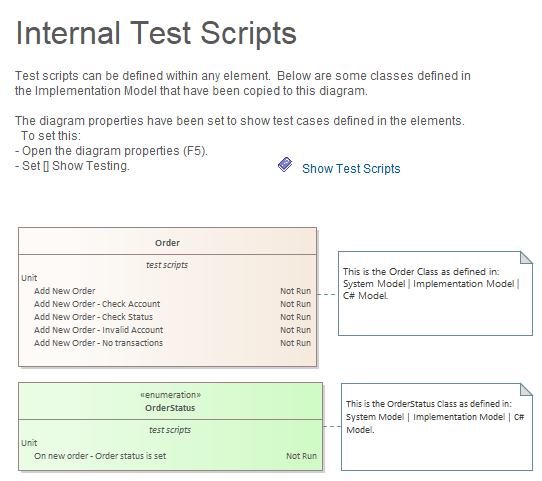 Internal Test Scripts
Test scripts can be defined within any element.  Below are some classes defined in
the Implementation Model that have been copied to this diagram.
The diagram properties have been set to show test cases defined in the elements.
To set this:
- Open the diagram properties (F5).
- Set [] Show Testing.
Show Test Scripts
Order
test scripts
Unit
Add New Order Not Run
Add New Order - Check Account Not Run
Add New Order - Check Status Not Run
Add New Order - Invalid Account Not Run
Add New Order - No transactions Not Run
This is the Order Class as defined in:
System Model | Implementation Model |
C# Model.
«enumeration»
OrderStatus
test scripts
Unit
On new order - Order status is set Not Run
This is the OrderStatus Class as defined in:
System Model | Implementation Model | C#
Model.